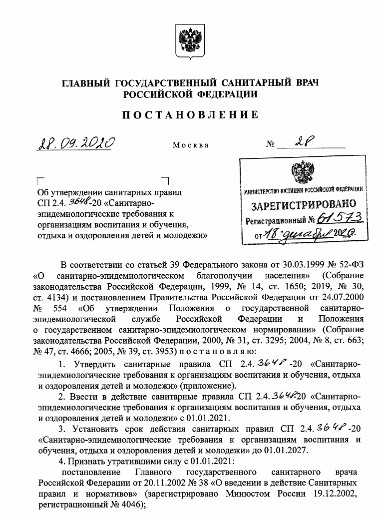 ГЛАВНЫЙ ГОСУДАРСТВЕННЫЙ САНИТАРНЫЙ ВРАЧ
РОССИЙСКОЙ ФЕДЕРАЦИИ
ПОСТАНОВЛЕНИЕ
28.09.2020 Москва № 28
МИНИСТЕРСТВО ЮСТИЦИИ РОССИЙСКОЙ ФЕДЕРАЦИИ
ЗАРЕГИСТРИРОВАНО
Регистрационный № 61573
от 18 декабря 2020.
Об утверждении санитарных правил
СП 2.4. 3648-20 «Санитарно-
эпидемиологические требования к
организациям воспитания и обучения,
отдыха и оздоровления детей и молодежи»
В соответствии со статьей 39 Федерального закона от 30.03.1999 № 52-ФЗ
«О санитарно-эпидемиологическом благополучии населения» (Собрание
законодательства Российской Федерации, 1999, № 14, ст. 1650; 2019, № 30,
ст. 4134) и постановлением Правительства Российской Федерации от 24.07.2000
№ 554 «Об утверждении Положения о государственной санитарно-
эпидемиологической службе Российской Федерации и Положения
о государственном санитарно-эпидемиологическом нормировании» (Собрание
законодательства Российской Федерации, 2000, № 31, ст. 3295; 2004, № 8, ст. 663;
№ 47, ст. 4666; 2005, № 39, ст. 3953) постановляю:
1. Утвердить санитарные правила СП 2.4. 3648 -20 «Санитарно-
эпидемиологические требования к организациям воспитания и обучения, отдыха
и оздоровления детей и молодежи» (приложение).
2. Ввести в действие санитарные правила СП 2.4. 364820 «Санитарно-
эпидемиологические требования к организациям воспитания и обучения, отдыха
и оздоровления детей и молодежи» с 01.01.2021.
3. Установить срок действия санитарных правил СП 2.4. 3648 -20
«Санитарно-эпидемиологические требования к организациям воспитания и
обучения, отдыха и оздоровления детей и молодежи» до 01.01.2027.
4. Признать утратившими силу с 01.01.2021:
постановление Главного государственного санитарного врача
Российской Федерации от 20.11.2002 № 38 «О введении в действие Санитарных
правил и нормативов» (зарегистрировано Минюстом России 19.12.2002,
регистрационный № 4046);